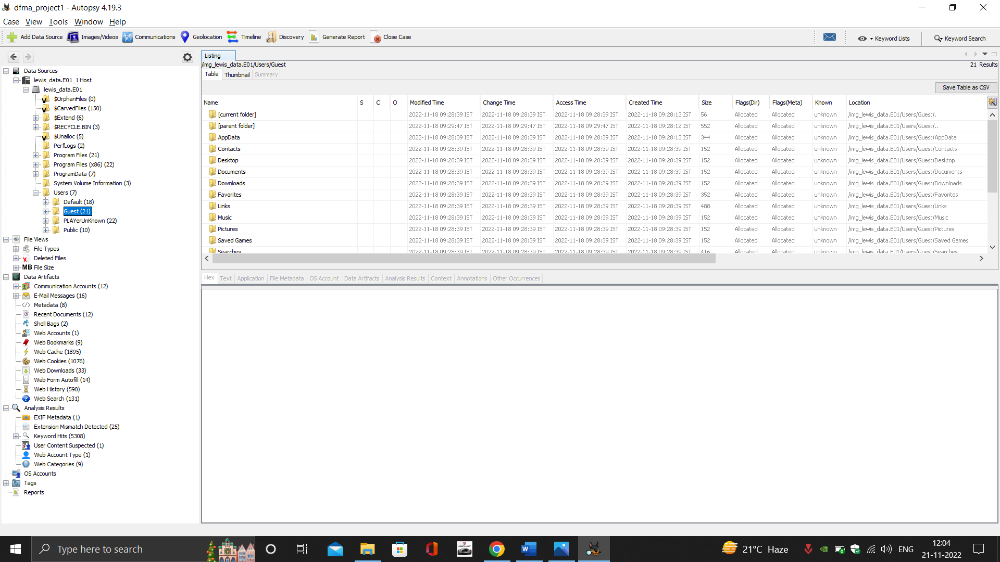 dfma_project1 - Autopsy 4.19.3
Case View Tools Window Help
Add Data Source Images/Videos Communications Geolocation Timeline Discovery Generate Report Close Case Keyword Lists Keyword Search
Listing
/img_lewis_data.E01/Users/Guest 21 Results
Table Thumbnail Summary
Save Table as CSV
Name S C O Modified Time Change Time Access Time Created Time Size Flags(Dir) Flags(Meta) Known Location
[current folder] 2022-11-18 09:28:39 IST 2022-11-18 09:28:39 IST 2022-11-18 09:28:39 IST 2022-11-18 09:28:13 IST 56 Allocated Allocated unknown /img_lewis_data.E01/Users/Guest/.
[parent folder] 2022-11-18 09:29:47 IST 2022-11-18 09:29:47 IST 2022-11-18 09:29:47 IST 2022-11-18 09:28:12 IST 552 Allocated Allocated unknown /img_lewis_data.E01/Users/Guest/..
AppData 2022-11-18 09:28:39 IST 2022-11-18 09:28:39 IST 2022-11-18 09:28:39 IST 2022-11-18 09:28:13 IST 344 Allocated Allocated unknown /img_lewis_data.E01/Users/Guest/AppData
Contacts 2022-11-18 09:28:39 IST 2022-11-18 09:28:39 IST 2022-11-18 09:28:39 IST 2022-11-18 09:28:39 IST 152 Allocated Allocated unknown /img_lewis_data.E01/Users/Guest/Contacts
Desktop 2022-11-18 09:28:39 IST 2022-11-18 09:28:39 IST 2022-11-18 09:28:39 IST 2022-11-18 09:28:39 IST 152 Allocated Allocated unknown /img_lewis_data.E01/Users/Guest/Desktop
Documents 2022-11-18 09:28:39 IST 2022-11-18 09:28:39 IST 2022-11-18 09:28:39 IST 2022-11-18 09:28:39 IST 152 Allocated Allocated unknown /img_lewis_data.E01/Users/Guest/Documents
Downloads 2022-11-18 09:28:39 IST 2022-11-18 09:28:39 IST 2022-11-18 09:28:39 IST 2022-11-18 09:28:39 IST 152 Allocated Allocated unknown /img_lewis_data.E01/Users/Guest/Downloads
Favorites 2022-11-18 09:28:39 IST 2022-11-18 09:28:39 IST 2022-11-18 09:28:39 IST 2022-11-18 09:28:39 IST 352 Allocated Allocated unknown /img_lewis_data.E01/Users/Guest/Favorites
Links 2022-11-18 09:28:39 IST 2022-11-18 09:28:39 IST 2022-11-18 09:28:39 IST 2022-11-18 09:28:39 IST 488 Allocated Allocated unknown /img_lewis_data.E01/Users/Guest/Links
Music 2022-11-18 09:28:39 IST 2022-11-18 09:28:39 IST 2022-11-18 09:28:39 IST 2022-11-18 09:28:39 IST 152 Allocated Allocated unknown /img_lewis_data.E01/Users/Guest/Music
Pictures 2022-11-18 09:28:39 IST 2022-11-18 09:28:39 IST 2022-11-18 09:28:39 IST 2022-11-18 09:28:39 IST 152 Allocated Allocated unknown /img_lewis_data.E01/Users/Guest/Pictures
Saved Games 2022-11-18 09:28:39 IST 2022-11-18 09:28:39 IST 2022-11-18 09:28:39 IST 2022-11-18 09:28:39 IST 152 Allocated Allocated unknown /img_lewis_data.E01/Users/Guest/Saved Games
Searches 2022-11-18 09:28:39 IST 2022-11-18 09:28:39 IST 2022-11-18 09:28:39 IST 2022-11-18 09:28:39 IST 416 Allocated Allocated unknown /img_lewis_data.E01/Users/Guest/Searches
Hex Text Application File Metadata OS Account Data Artifacts Analysis Results Context Annotations Other Occurrences
Data Sources
lewis_data.E01_1 Host
lewis_data.E01
$OrphanFiles (0)
$CarvedFiles (150)
$Extend (6)
$RECYCLE.BIN (3)
$Unalloc (5)
PerfLogs (2)
Program Files (21)
Program Files (x86) (22)
ProgramData (7)
System Volume Information (3)
Users (7)
Default (18)
Guest (21)
PLAYerUnKnown (22)
Public (10)
File Views
File Types
Deleted Files
MB File Size
Data Artifacts
Communication Accounts (12)
E-Mail Messages (16)
Metadata (8)
Recent Documents (12)
Shell Bags (2)
Web Accounts (1)
Web Bookmarks (9)
Web Cache (1895)
Web Cookies (1076)
Web Downloads (33)
Web Form Autofill (14)
Web History (590)
Web Search (131)
Analysis Results
EXIF Metadata (1)
Extension Mismatch Detected (25)
Keyword Hits (5308)
User Content Suspected (1)
Web Account Type (1)
Web Categories (9)
OS Accounts
Tags
Reports
Type here to search
21°C Haze
ENG
12:04
21-11-2022